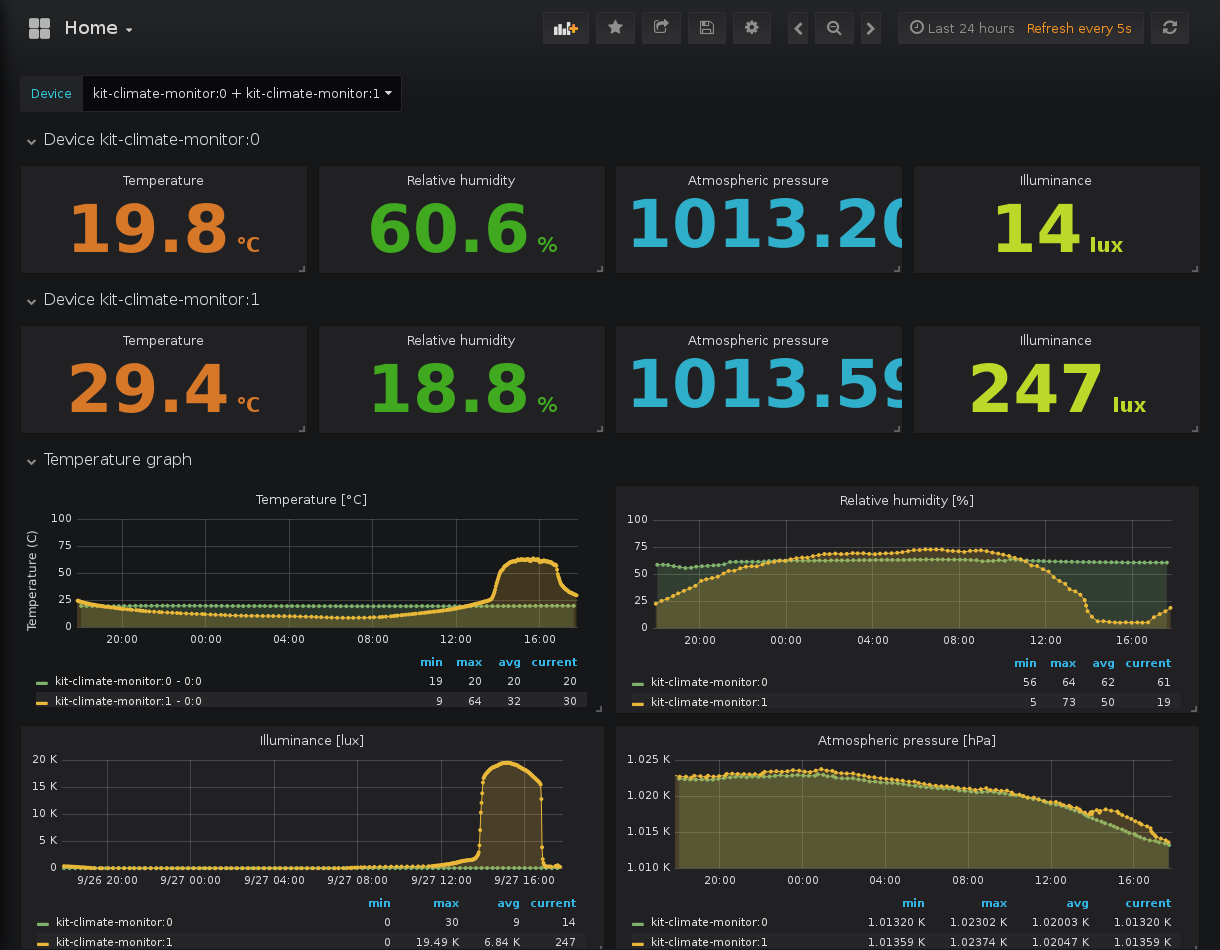 Home
Last 24 hours Refresh every 5s
Device kit-climate-monitor:0 + kit-climate-monitor:1
Device kit-climate-monitor:0
Temperature Relative humidity Atmospheric pressure Illuminance
19.8 °C 60.6 % 1013.20 14 lux
Device kit-climate-monitor:1
Temperature Relative humidity Atmospheric pressure Illuminance
29.4 °C 18.8 % 1013.59 247 lux
Temperature graph
Temperature [°C]
Temperature (C)
100
75
50
25
0
20:00 00:00 04:00 08:00 12:00 16:00
min max avg current
kit-climate-monitor:0 - 0:0 19 20 20 20
kit-climate-monitor:1 - 0:0 9 64 32 30
Relative humidity [%]
100
75
50
25
0
20:00 00:00 04:00 08:00 12:00 16:00
min max avg current
kit-climate-monitor:0 56 64 62 61
kit-climate-monitor:1 5 73 50 19
Illuminance [lux]
20 K
15 K
10 K
5 K
0
9/26 20:00 9/27 00:00 9/27 04:00 9/27 08:00 9/27 12:00 9/27 16:00
min max avg current
kit-climate-monitor:0 0 30 9 14
kit-climate-monitor:1 0 19.49 K 6.84 K 247
Atmospheric pressure [hPa]
1.025 K
1.020 K
1.015 K
1.010 K
20:00 00:00 04:00 08:00 12:00 16:00
min max avg current
kit-climate-monitor:0 1.01320 K 1.02302 K 1.02003 K 1.01320 K
kit-climate-monitor:1 1.01359 K 1.02374 K 1.02047 K 1.01359 K